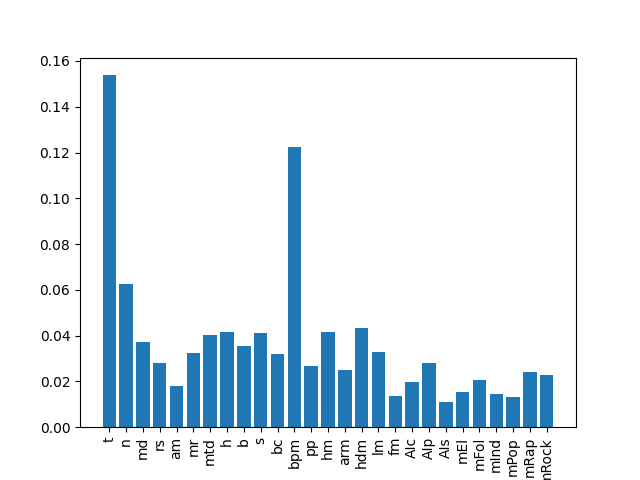 0.16
0.14
0.12
0.10
0.08
0.06
0.04
0.02
0.00
t
n
md
rs
am
mr
mtd
h
b
s
bc
bpm
pp
hm
arm
hdm
lm
fm
Alc
Alp
Als
mEl
mFol
mInd
mPop
mRap
mRock